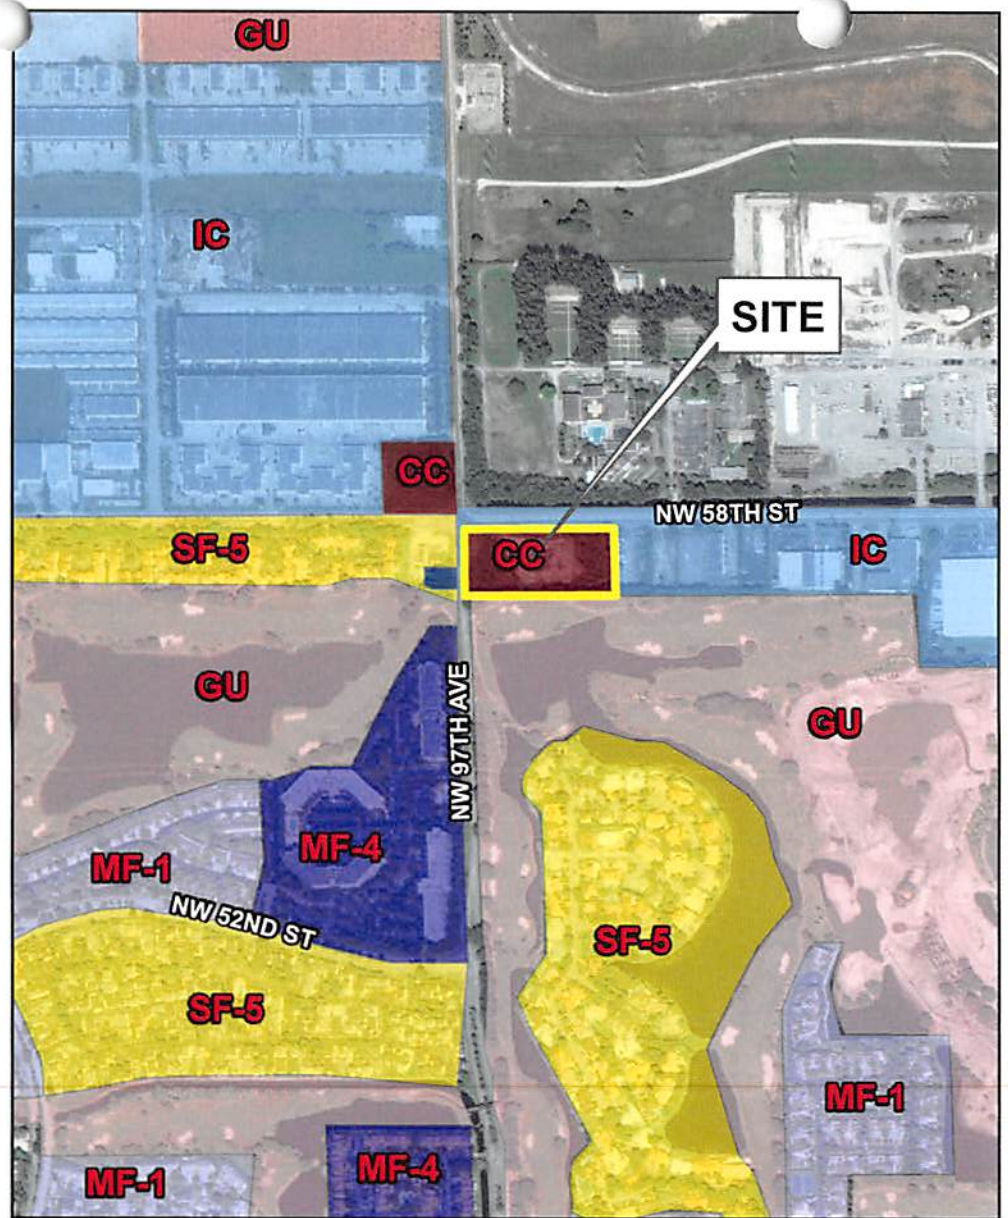 GU
IC
SITE
CC
NW 58TH ST
SF-5
CC
IC
GU
NW 97TH AVE
GU
MF-4
MF-1
NW 52ND ST
SF-5
SF-5
MF-1
MF-4
MF-1